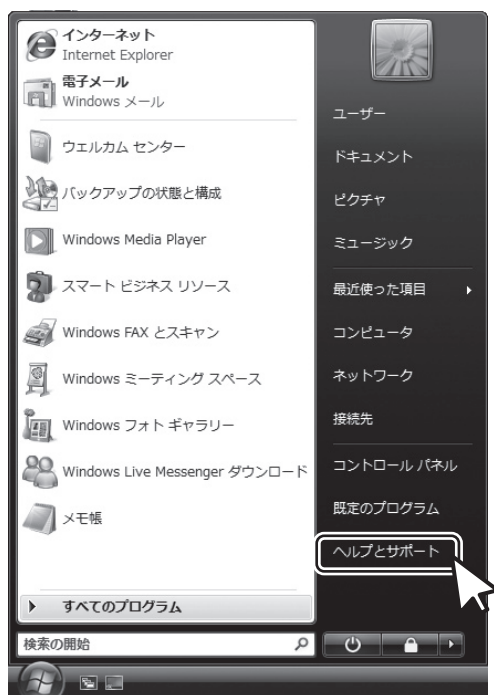 インターネット
Internet Explorer
電子メール
Windows メール
ウェルカム センター
バックアップの状態と構成
Windows Media Player
スマート ビジネス リソース
Windows FAX とスキャン
Windows ミーティング スペース
Windows フォト ギャラリー
Windows Live Messenger ダウンロード
メモ帳
すべてのプログラム
検索の開始
ユーザー
ドキュメント
ピクチャ
ミュージック
最近使った項目
コンピュータ
ネットワーク
接続先
コントロール パネル
既定のプログラム
ヘルプとサポート